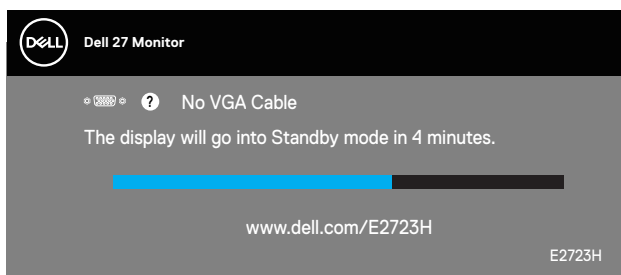 DELL
Dell 27 Monitor
? No VGA Cable
The display will go into Standby mode in 4 minutes.
www.dell.com/E2723H
E2723H